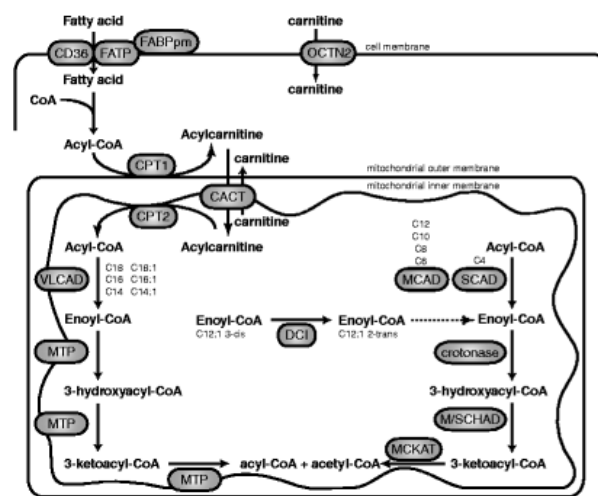 Fatty acid
carnitine
CD36
FATP
FABPpm
OCTN2
cell membrane
Fatty acid
carnitine
CoA
Acyl-CoA
Acylcarnitine
carnitine
CPT1
mitochondrial outer membrane
mitochondrial inner membrane
CACT
CPT2
carnitine
Acylcarnitine
Acyl-CoA
C18 C18:1
C16 C16:1
C14 C14:1
VLCAD
C12
C10
C8
C6
C4
Acyl-CoA
MCAD
SCAD
Enoyl-CoA
Enoyl-CoA
C12:1 3-cis
DCI
Enoyl-CoA
C12:1 2-trans
Enoyl-CoA
MTP
crotonase
3-hydroxyacyl-CoA
3-hydroxyacyl-CoA
MTP
M/SCHAD
MCKAT
3-ketoacyl-CoA
MTP
acyl-CoA + acetyl-CoA
3-ketoacyl-CoA